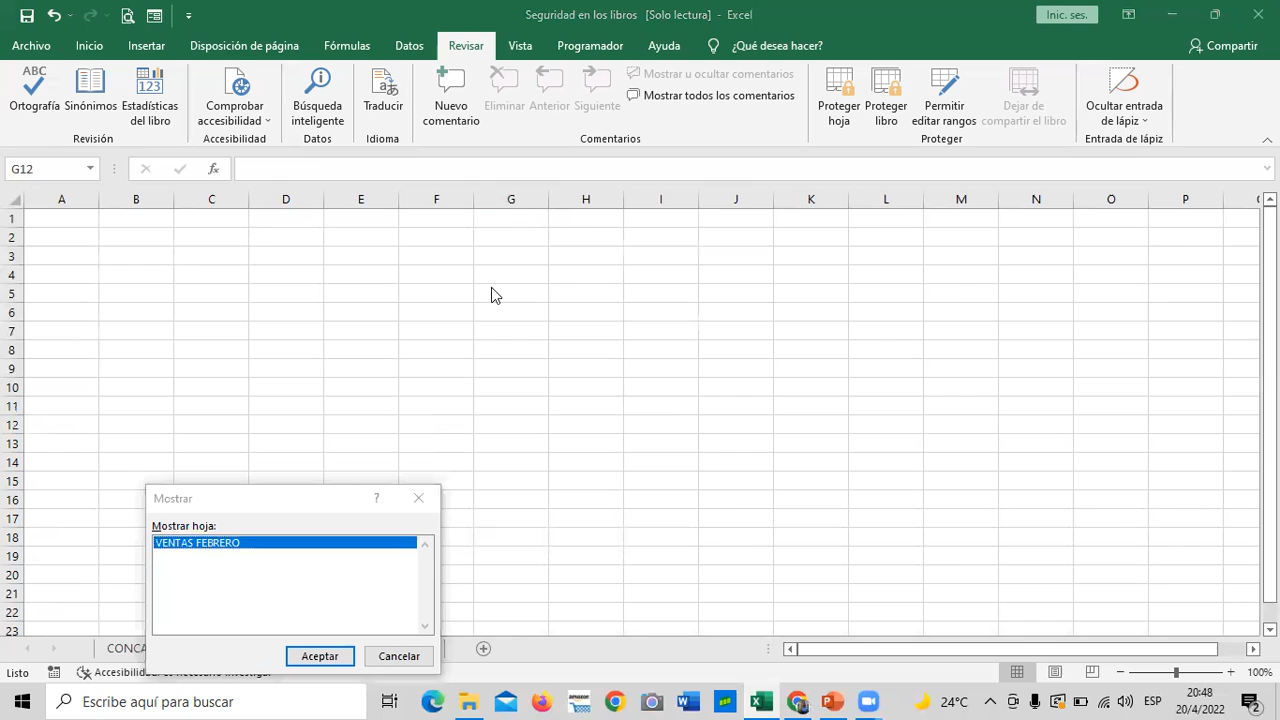 Seguridad en los libros [Solo lectura] - Excel
Inic. ses.
Archivo Inicio Insertar Disposición de página Fórmulas Datos Revisar Vista Programador Ayuda ¿Qué desea hacer? Compartir
ABC
Ortografía
Sinónimos
123
Estadísticas
del libro
Revisión
Comprobar
accesibilidad
Accesibilidad
Búsqueda
inteligente
Datos
Traducir
Idioma
Nuevo
comentario
Eliminar
Anterior
Siguiente
Mostrar u ocultar comentarios
Mostrar todos los comentarios
Comentarios
Proteger
hoja
Proteger
libro
Permitir
editar rangos
Dejar de
compartir el libro
Proteger
Ocultar entrada
de lápiz
Entrada de lápiz
G12
fx
A B C D E F G H I J K L M N O P
1
2
3
4
5
6
7
8
9
10
11
12
13
14
15
16
17
18
19
20
21
22
23
Mostrar ?
Mostrar hoja:
VENTAS FEBRERO
Aceptar Cancelar
CONCA
Listo
100%
Escribe aquí para buscar
24°C
ESP
20:48
20/4/2022
2